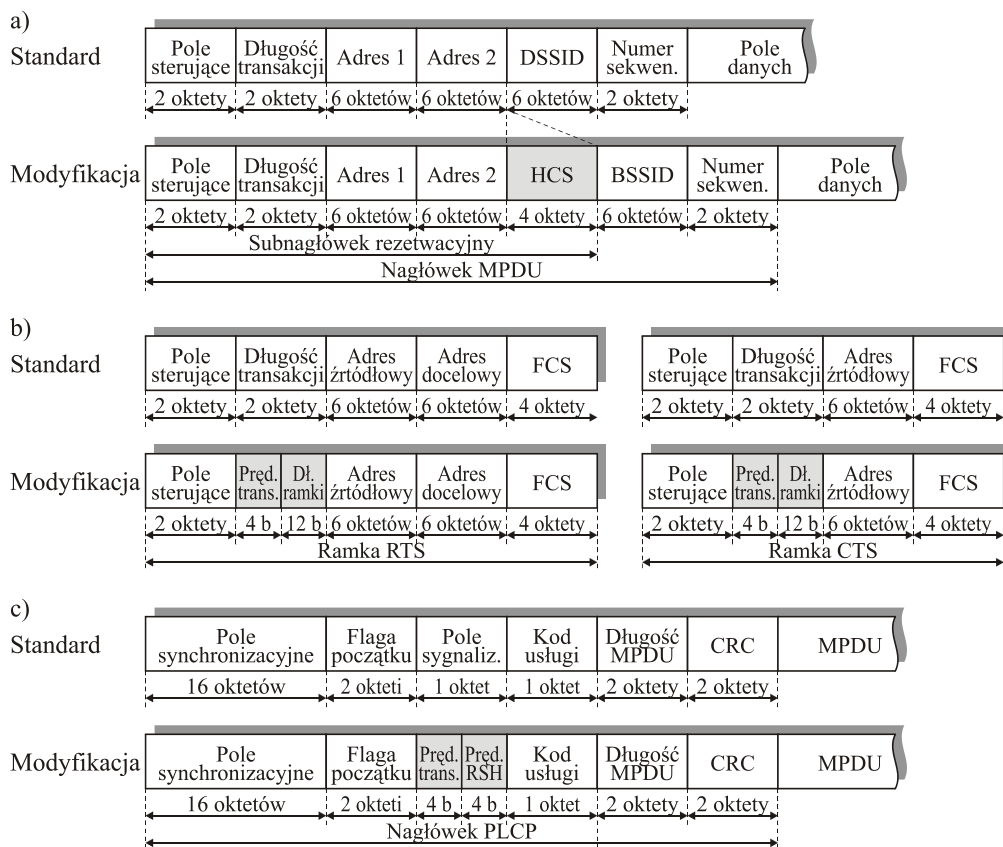 a)
Standard
Pole sterujące Długość transakcji Adres 1 Adres 2 DSSID Numer sekwen. Pole danych
2 oktety 2 oktety 6 oktetów 6 oktetów 6 oktetów 2 oktety
Modyfikacja
Pole sterujące Długość transakcji Adres 1 Adres 2 HCS BSSID Numer sekwen. Pole danych
2 oktety 2 oktety 6 oktetów 6 oktetów 4 oktety 6 oktetów 2 oktety
Subnagłówek rezetwacyjny
Nagłówek MPDU
b)
Standard
Pole sterujące Długość transakcji Adres źrtódłowy Adres docelowy FCS
2 oktety 2 oktety 6 oktetów 6 oktetów 4 oktety
Pole sterujące Długość transakcji Adres źrtódłowy FCS
2 oktety 2 oktety 6 oktetów 4 oktety
Modyfikacja
Pole sterujące Pręd. trans. Dł. ramki Adres źrtódłowy Adres docelowy FCS
2 oktety 4 b 12 b 6 oktetów 6 oktetów 4 oktety
Ramka RTS
Pole sterujące Pręd. trans. Dł. ramki Adres źrtódłowy FCS
2 oktety 4 b 12 b 6 oktetów 4 oktety
Ramka CTS
c)
Standard
Pole synchronizacyjne Flaga początku Pole sygnaliz. Kod usługi Długość MPDU CRC MPDU
16 oktetów 2 okteti 1 oktet 1 oktet 2 oktety 2 oktety
Modyfikacja
Pole synchronizacyjne Flaga początku Pręd. trans. Pręd. RSH Kod usługi Długość MPDU CRC MPDU
16 oktetów 2 okteti 4 b 4 b 1 oktet 2 oktety 2 oktety
Nagłówek PLCP